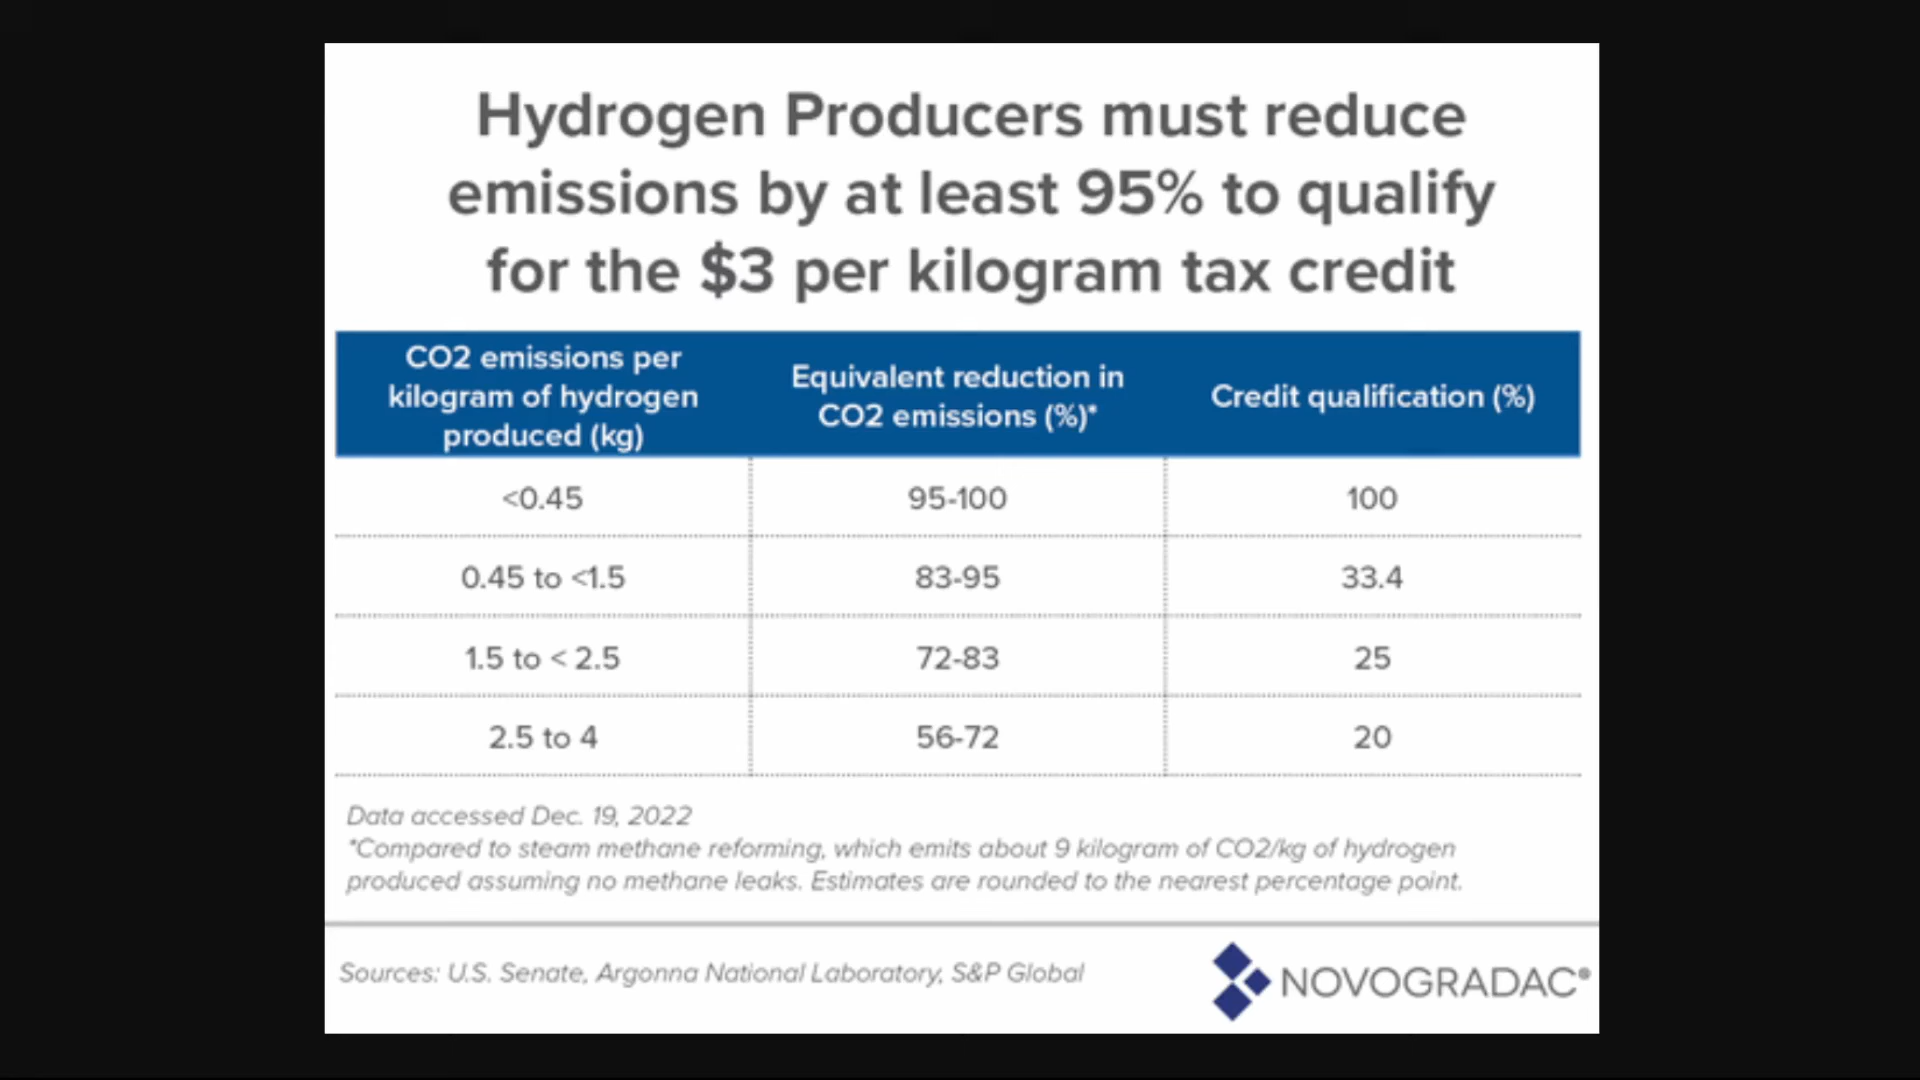 Hydrogen Producers must reduce
emissions by at least 95% to qualify
for the $3 per kilogram tax credit
CO2 emissions per
kilogram of hydrogen
produced (kg)
Equivalent reduction in
CO2 emissions (%)*
Credit qualification (%)
<0.45 95-100 100
0.45 to <1.5 83-95 33.4
1.5 to < 2.5 72-83 25
2.5 to 4 56-72 20
Data accessed Dec. 19, 2022
*Compared to steam methane reforming, which emits about 9 kilogram of CO2/kg of hydrogen
produced assuming no methane leaks. Estimates are rounded to the nearest percentage point.
Sources: U.S. Senate, Argonna National Laboratory, S&P Global
NOVOGRADAC®